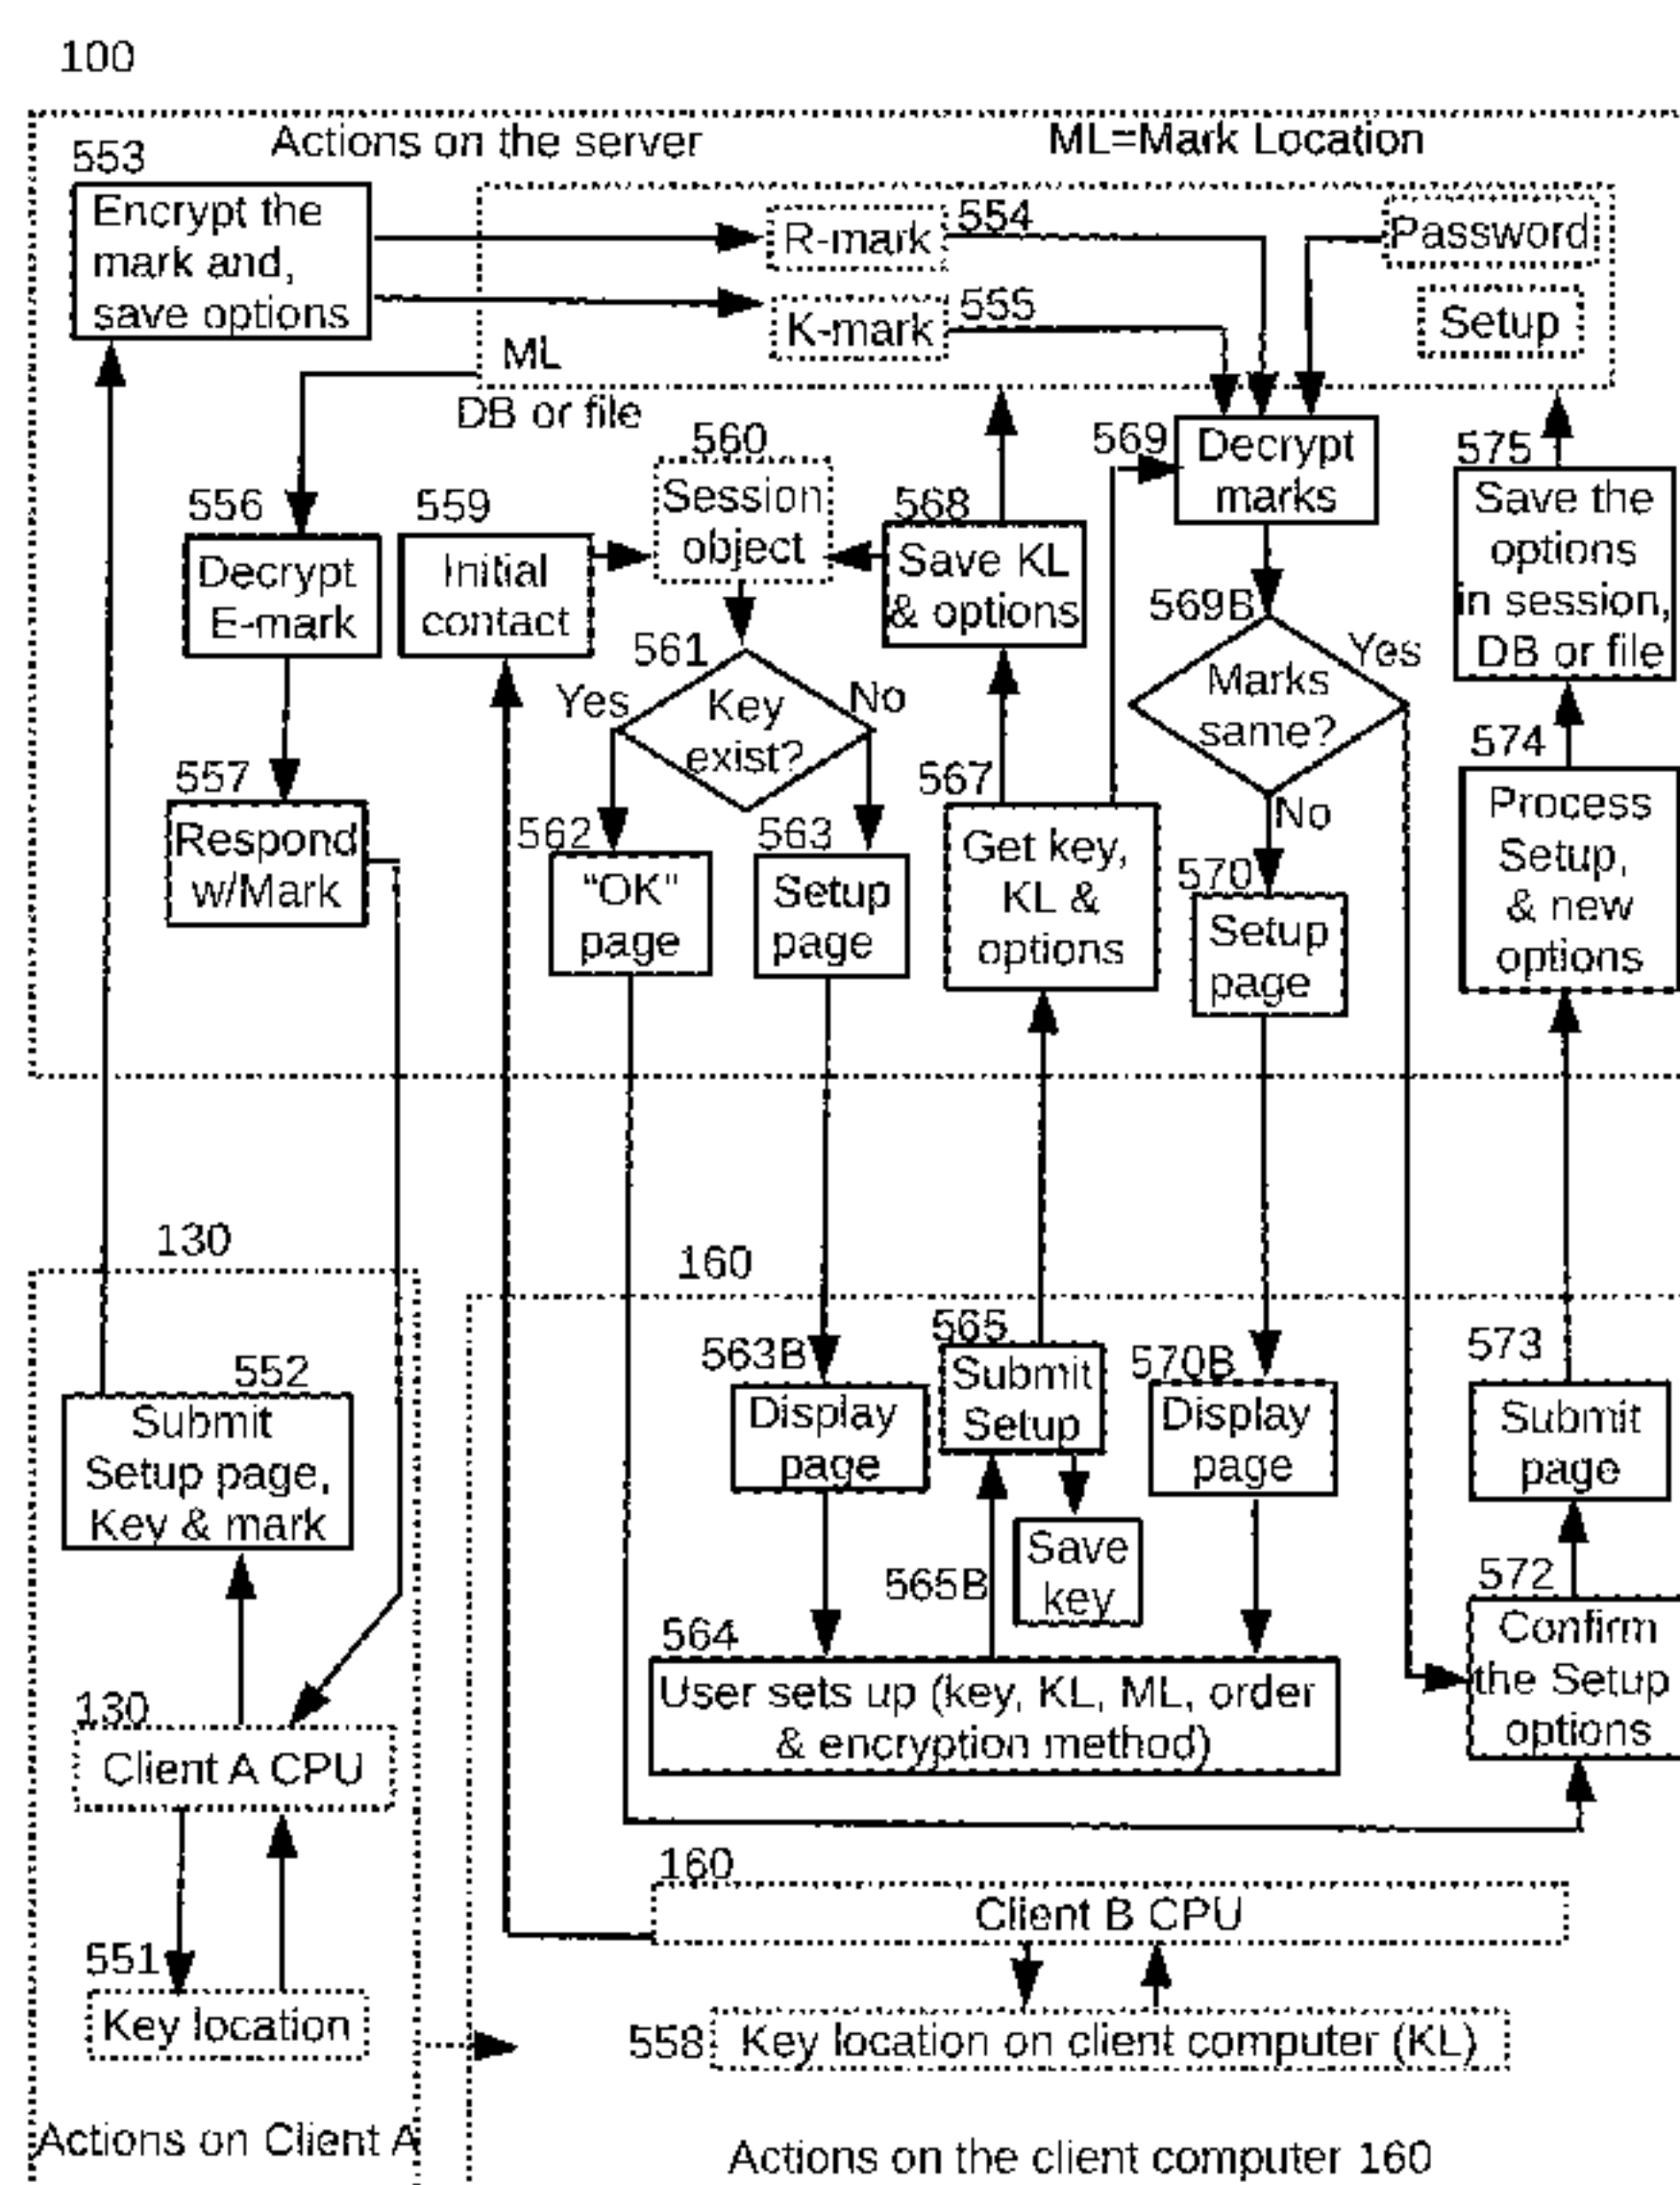 100
Actions on the server
ML=Mark Location
553
Encrypt the
mark and,
save options
R-mark
554
Password
K-mark
555
Setup
ML
DB or file
560
Session
object
556
Decrypt
E-mark
559
Initial
contact
568
Save KL
& options
569
Decrypt
marks
575
Save the
options
in session,
DB or file
561
Key
exist?
Yes
No
569B
Marks
same?
Yes
No
557
Respond
w/Mark
562
"OK"
page
563
Setup
page
567
Get key,
KL &
options
570
Setup
page
574
Process
Setup,
& new
options
130
160
552
Submit
Setup page,
Key & mark
563B
Display
page
565
Submit
Setup
570B
Display
page
573
Submit
page
565B
Save
key
564
User sets up (key, KL, ML, order
& encryption method)
572
Confirm
the Setup
options
130
Client A CPU
160
Client B CPU
551
Key location
558
Key location on client computer (KL)
Actions on Client A
Actions on the client computer 160